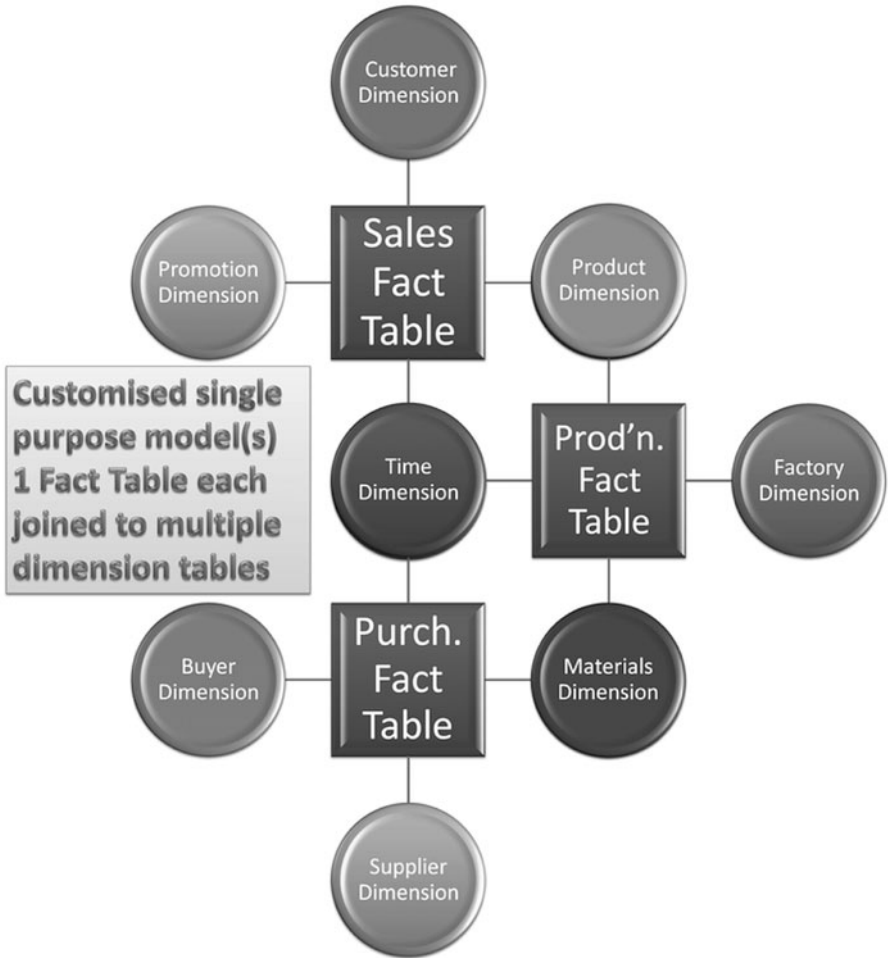 Customer
Dimension
Sales
Fact
Table
Promotion
Dimension
Product
Dimension
Customised single
purpose model(s)
1 Fact Table each
joined to multiple
dimension tables
Time
Dimension
Prod’n.
Fact
Table
Factory
Dimension
Buyer
Dimension
Purch.
Fact
Table
Materials
Dimension
Supplier
Dimension